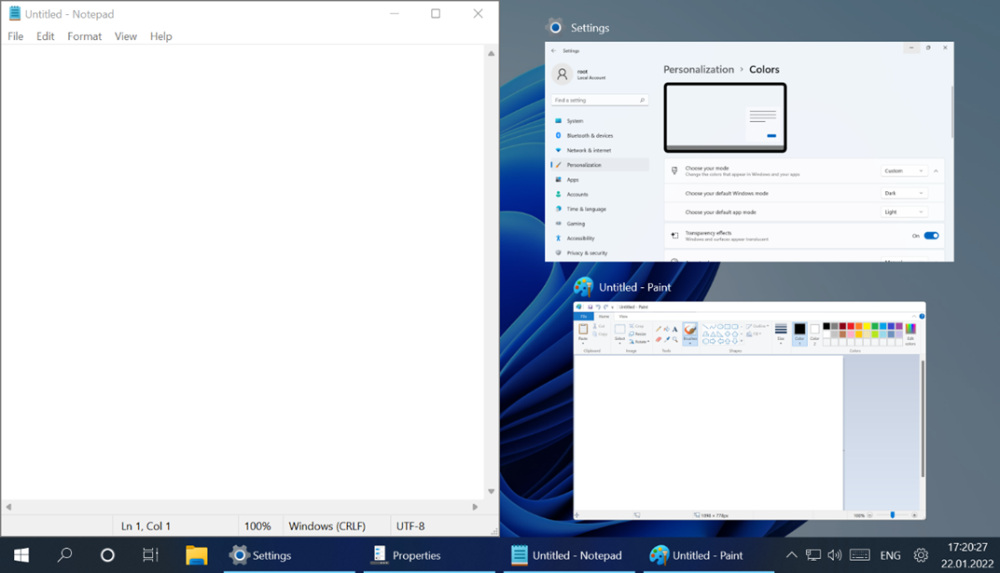 Untitled - Notepad
File Edit Format View Help
Ln 1, Col 1 100% Windows (CRLF) UTF-8
Settings
Settings
root
Local Account
Find a setting
System
Bluetooth & devices
Network & internet
Personalization
Apps
Accounts
Time & language
Gaming
Accessibility
Privacy & security
Personalization › Colors
Choose your mode
Change the colors that appear in Windows and your apps
Custom
Choose your default Windows mode
Dark
Choose your default app mode
Light
Transparency effects
Windows and surfaces appear translucent
On
Untitled - Paint
Untitled - Paint
File Home View
Paste
Cut
Copy
Clipboard
Select
Crop
Resize
Rotate
Image
Tools
Brushes
Outline
Fill
Shapes
Size
Color 1
Color 2
Edit colors
Colors
100%
Settings Properties Untitled - Notepad Untitled - Paint ENG
17:20:27
22.01.2022